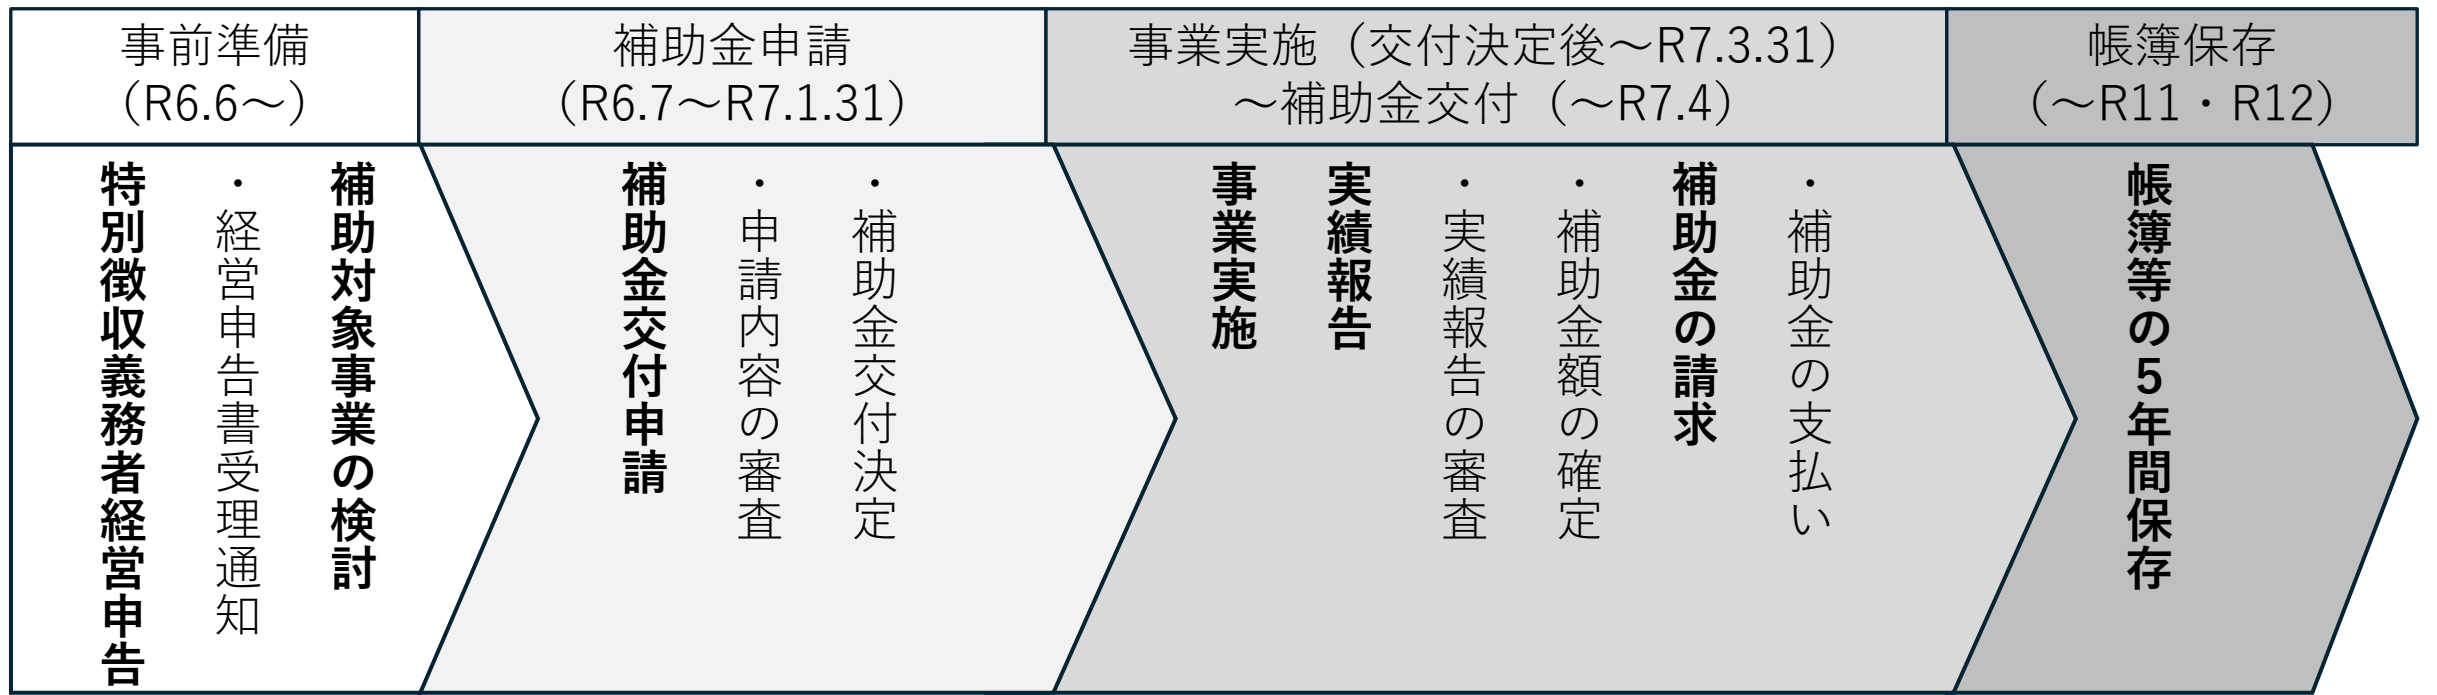 事前準備
（R6.6～）
特別徴収義務者経営申告
・経営申告書受理通知
補助対象事業の検討
補助金申請
（R6.7～R7.1.31）
補助金交付申請
・申請内容の審査
・補助金交付決定
事業実施（交付決定後～R7.3.31）
～補助金交付（～R7.4）
事業実施
実績報告
・実績報告の審査
・補助金額の確定
補助金の請求
・補助金の支払い
帳簿保存
（～R11・R12）
帳簿等の5年間保存